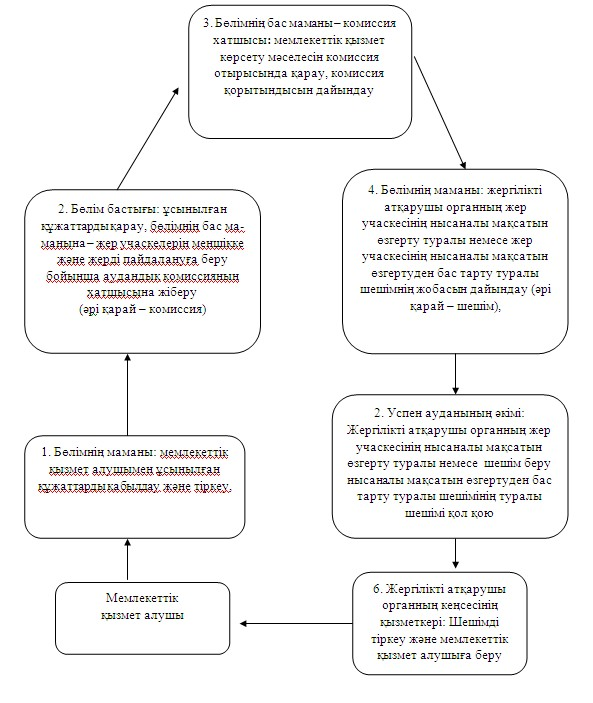 3. Бөлімнің бас маманы – комиссия
хатшысы: мемлекеттік қызмет
көрсету мәселесін комиссия
отырысында қарау, комиссия
қорытындысын дайындау
2. Бөлім бастығы: ұсынылған
құжаттарды қарау, бөлімнің бас ма-
манына – жер учаскелерін меншікке
және жерді пайдалануға беру
бойынша аудандық комиссияның
хатшысына жіберу
(әрі қарай – комиссия)
4. Бөлімнің маманы: жергілікті
атқарушы органның жер
учаскесінің нысаналы мақсатын
өзгерту туралы немесе жер
учаскесінің нысаналы мақсатын
өзгертуден бас тарту туралы
шешімнің жобасын дайындау (әрі
қарай – шешім),
1. Бөлімнің маманы: мемлекеттік
қызмет алушымен ұсынылған
құжаттарды қабылдау және тіркеу,
2. Успен ауданының әкімі:
Жергілікті атқарушы органның жер
учаскесінің нысаналы мақсатын
өзгерту туралы немесе шешім беру
нысаналы мақсатын өзгертуден бас
тарту туралы шешімінің туралы
шешімі қол қою
Мемлекеттік
қызмет алушы
6. Жергілікті атқарушы
органның кеңсесінің
қызметкері: Шешімді
тіркеу және мемлекеттік
қызмет алушыға беру